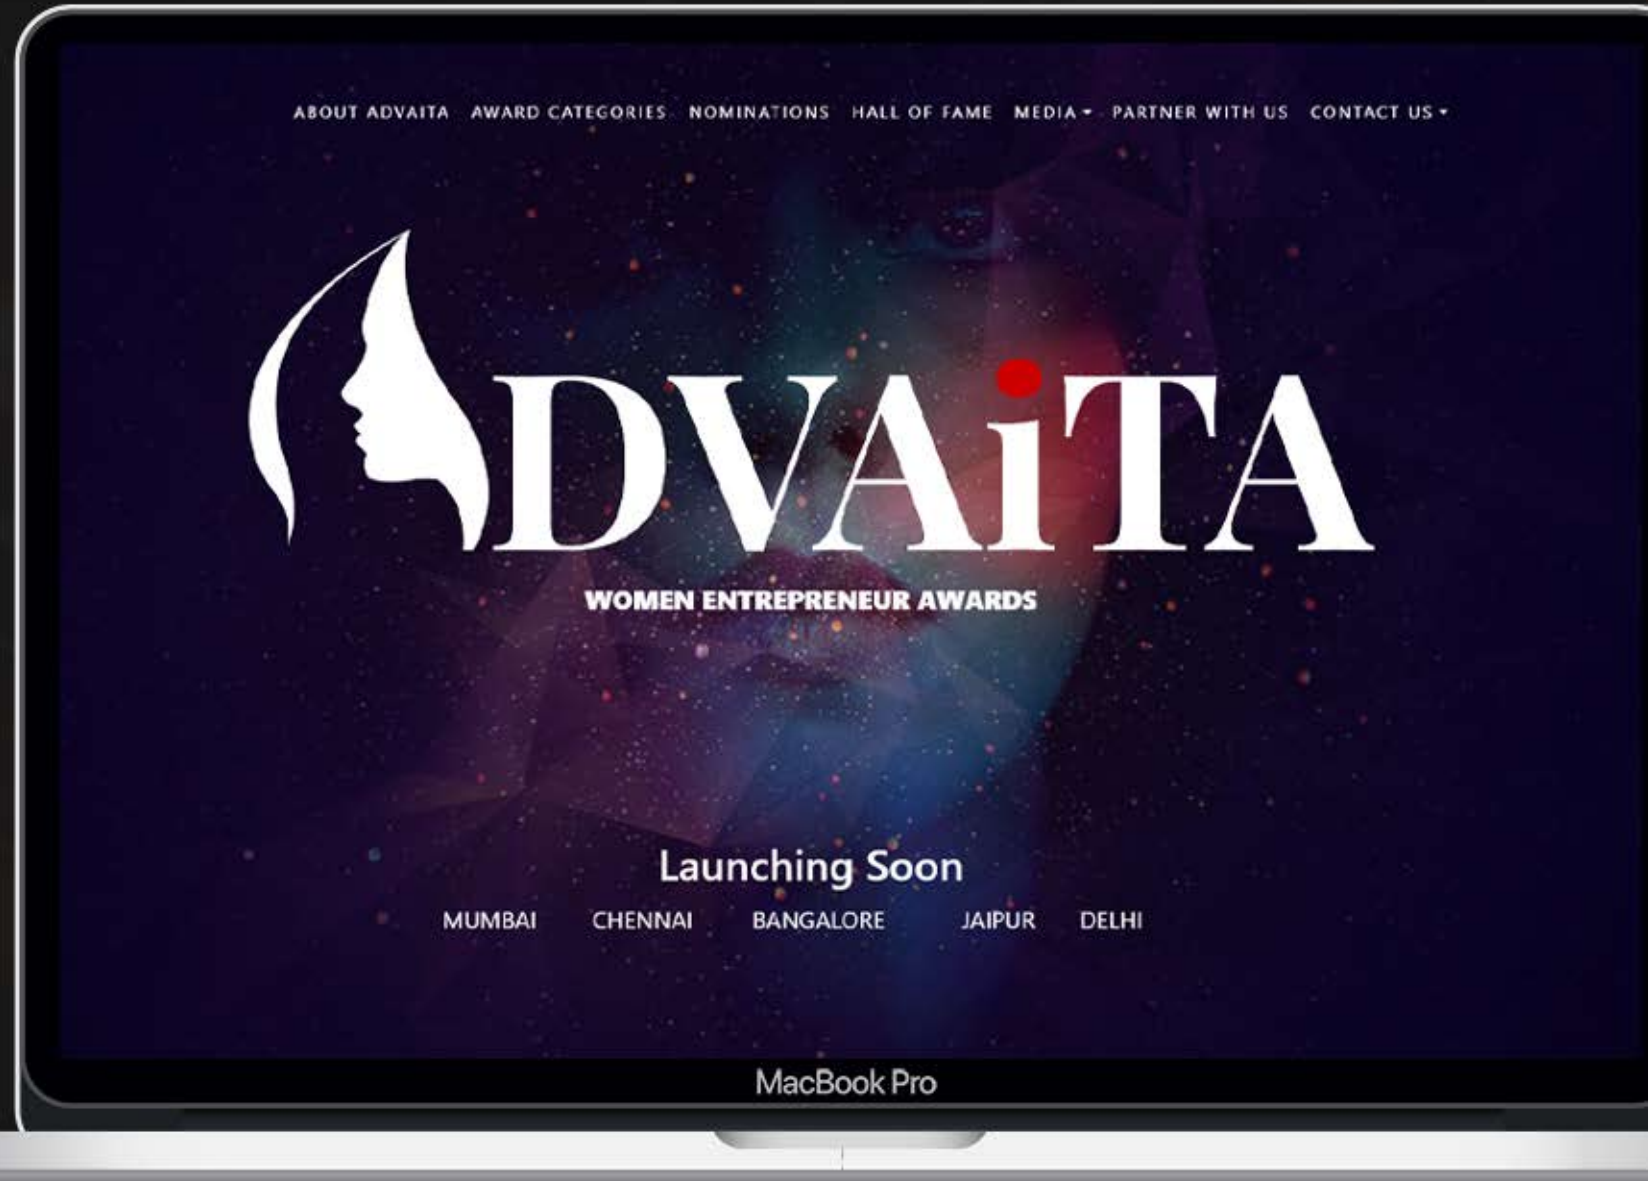 ABOUT ADVAITA AWARD CATEGORIES NOMINATIONS HALL OF FAME MEDIA PARTNER WITH US CONTACT US
ADVAiTA
WOMEN ENTREPRENEUR AWARDS
Launching Soon
MUMBAI CHENNAI BANGALORE JAIPUR DELHI
MacBook Pro